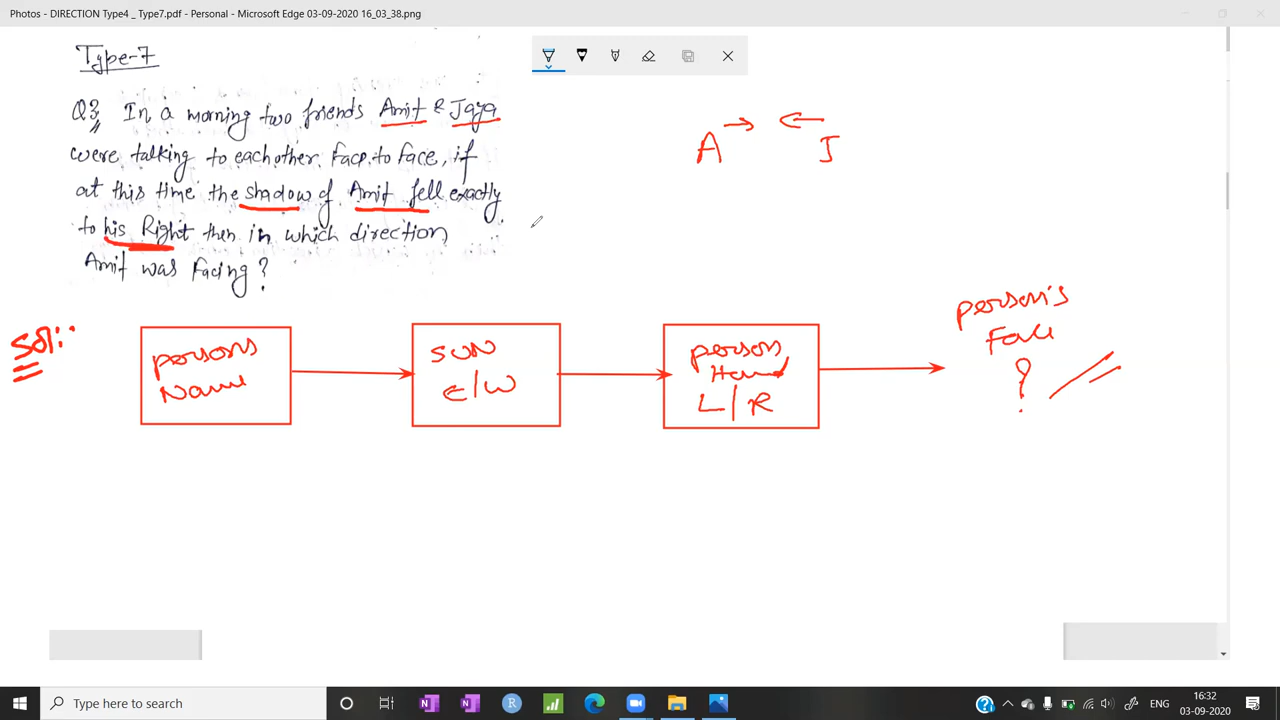 Photos - DIRECTION Type4 _ Type7.pdf - Personal - Microsoft Edge 03-09-2020 16_03_38.png
Type-7
Q3 In a morning two friends Amit & Jaya
were talking to eachother Face to face, if
at this time the shadow of Amit fell exactly
to his Right then in which direction
Amit was Facing?
A J
Sol:
persons
Name
SUN
E/W
person
Hand
L/R
person's
Face
?
Type here to search
ENG
16:32
03-09-2020